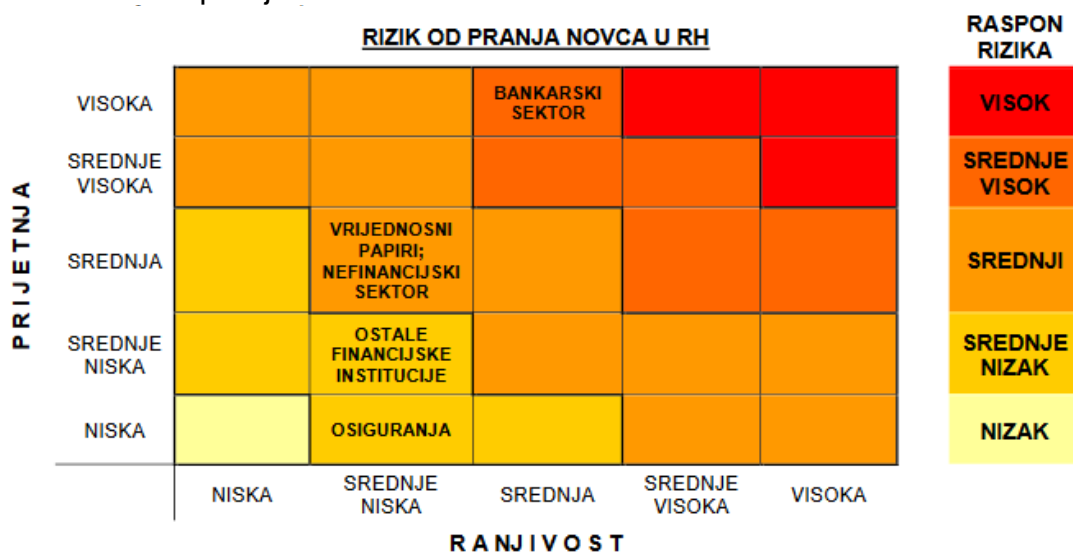 RIZIK OD PRANJA NOVCA U RH
RASPON
RIZIKA
VISOKA
BANKARSKI
SEKTOR
VISOK
SREDNJE
VISOKA
SREDNJE
VISOK
PRIJETNJA
SREDNJA
VRIJEDNOSNI
PAPIRI;
NEFINANCIJSKI
SEKTOR
SREDNJI
SREDNJE
NISKA
OSTALE
FINANCIJSKE
INSTITUCIJE
SREDNJE
NIZAK
NISKA
OSIGURANJA
NIZAK
NISKA
SREDNJE
NISKA
SREDNJA
SREDNJE
VISOKA
VISOKA
RANJIVOST